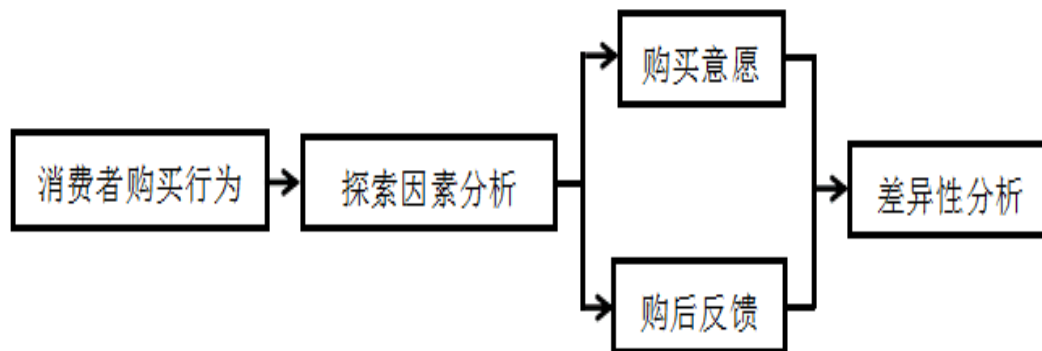 消费者购买行为
探索因素分析
购买意愿
购后反馈
差异性分析